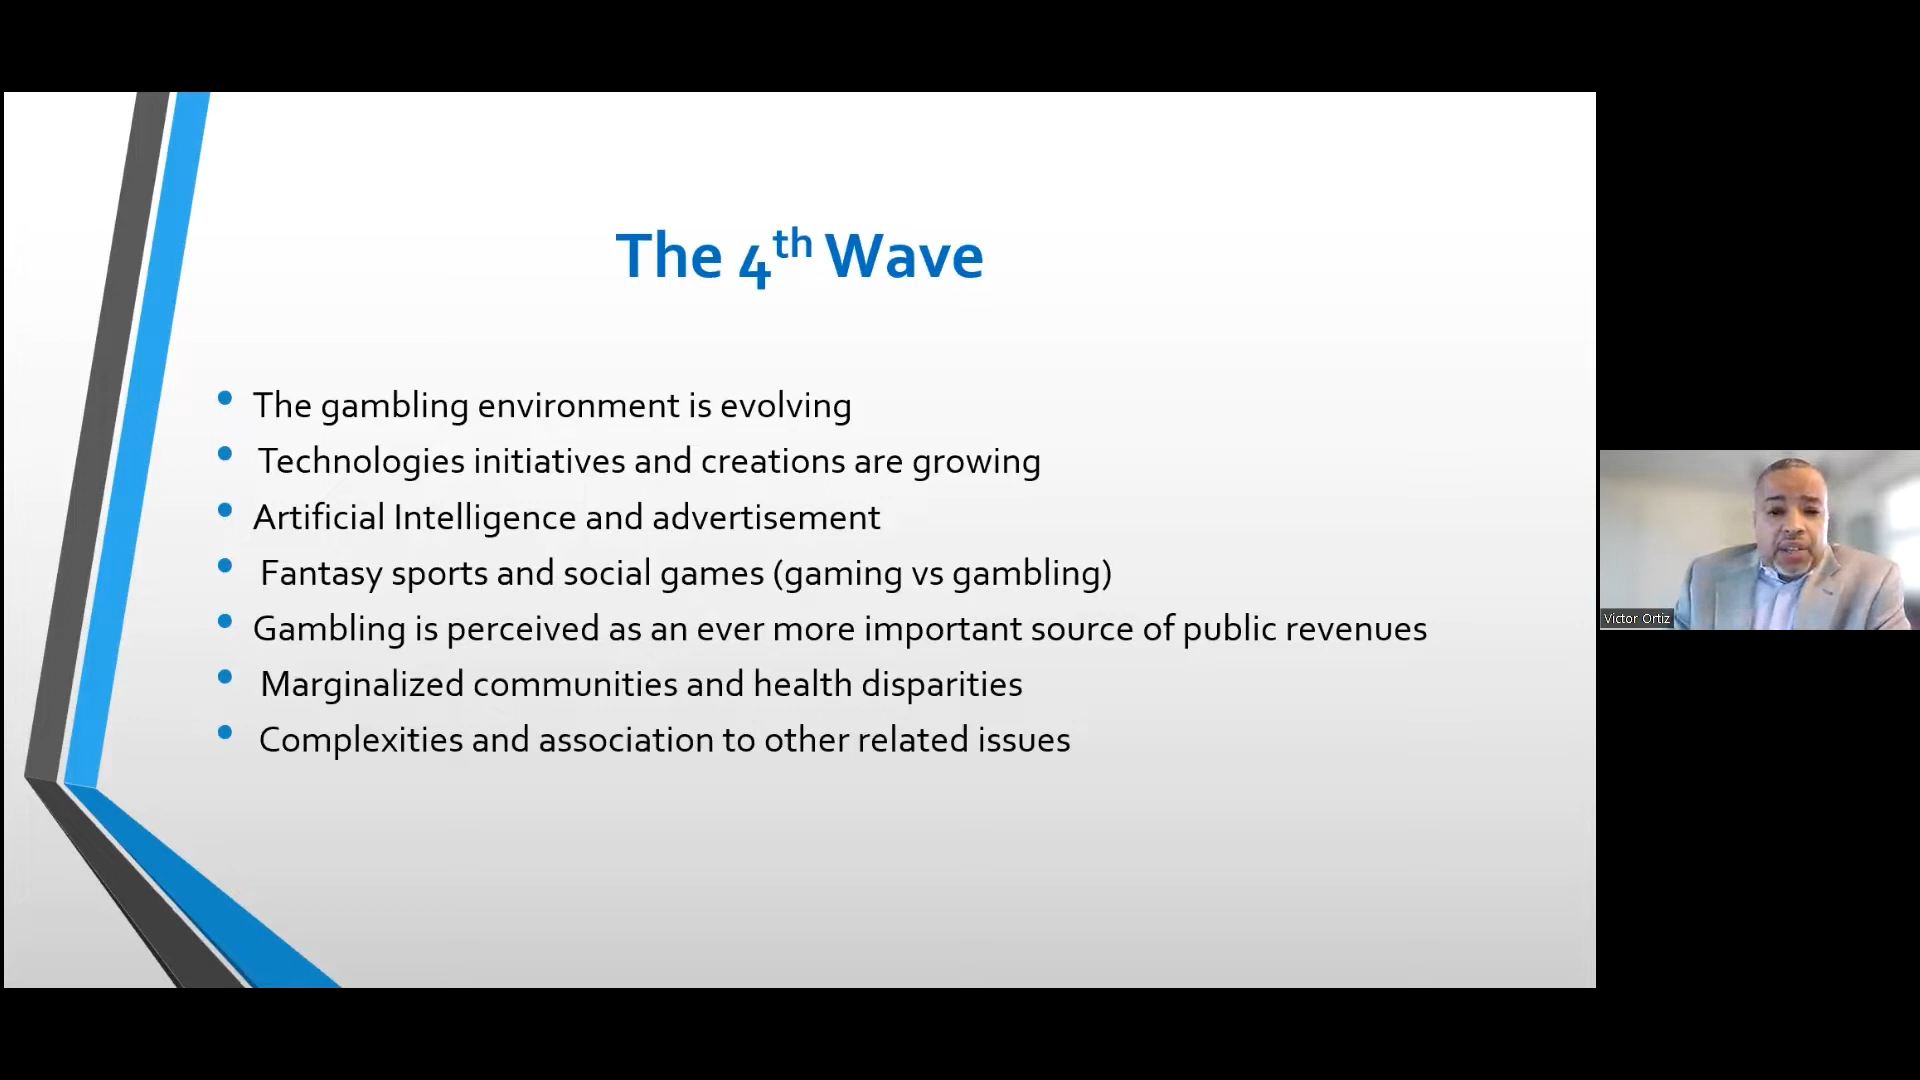 The 4th Wave
• The gambling environment is evolving
• Technologies initiatives and creations are growing
• Artificial Intelligence and advertisement
• Fantasy sports and social games (gaming vs gambling)
• Gambling is perceived as an ever more important source of public revenues
• Marginalized communities and health disparities
• Complexities and association to other related issues
Victor Ortiz